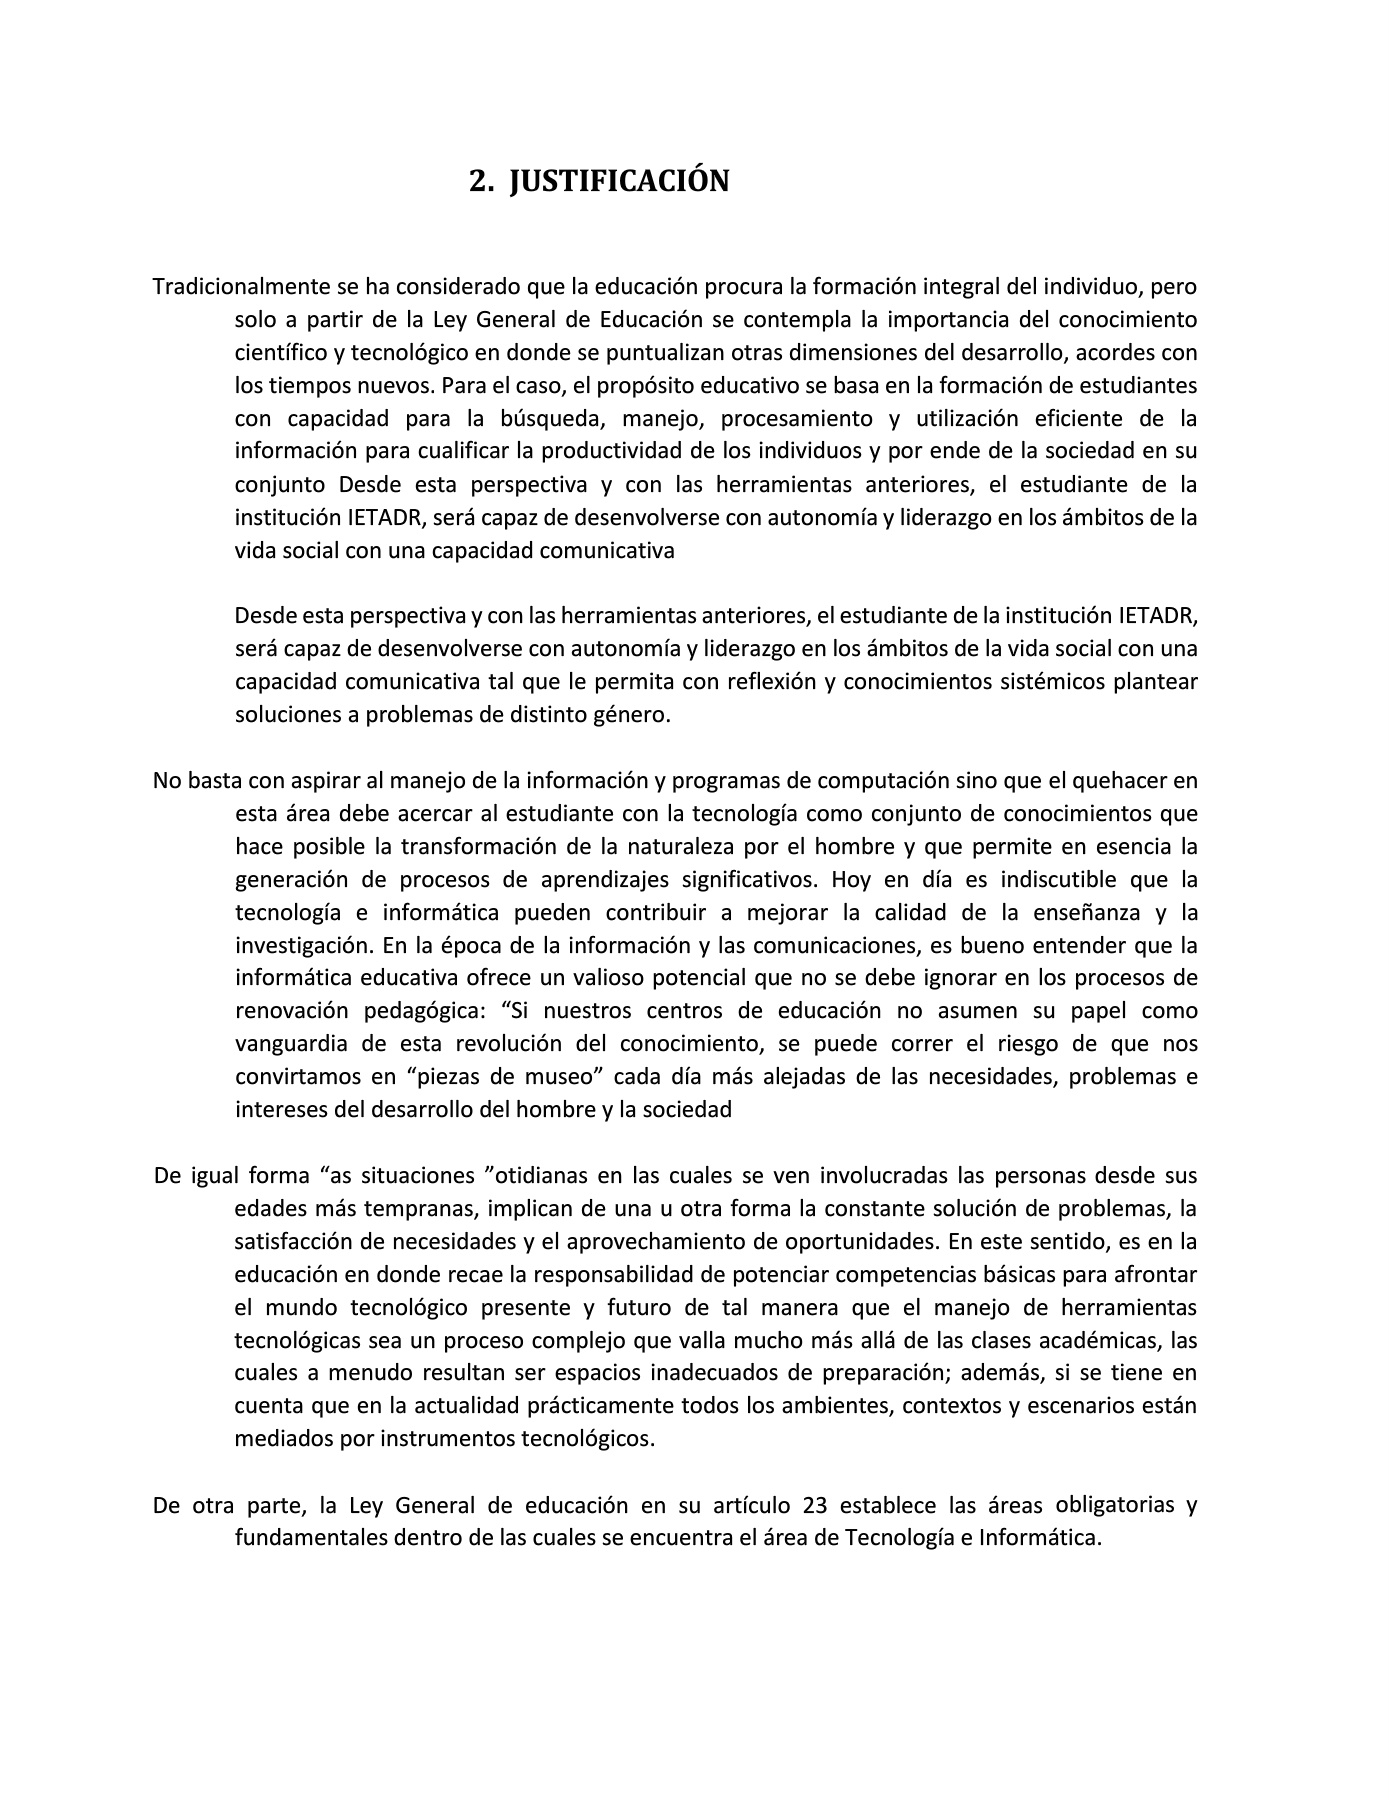 2. JUSTIFICACIÓN
Tradicionalmente se ha considerado que la educación procura la formación integral del individuo, pero
solo a partir de la Ley General de Educación se contempla la importancia del conocimiento
científico y tecnológico en donde se puntualizan otras dimensiones del desarrollo, acordes con
los tiempos nuevos. Para el caso, el propósito educativo se basa en la formación de estudiantes
con capacidad para la búsqueda, manejo, procesamiento y utilización eficiente de la
información para cualificar la productividad de los individuos y por ende de la sociedad en su
conjunto Desde esta perspectiva y con las herramientas anteriores, el estudiante de la
institución IETADR, será capaz de desenvolverse con autonomía y liderazgo en los ámbitos de la
vida social con una capacidad comunicativa
Desde esta perspectiva y con las herramientas anteriores, el estudiante de la institución IETADR,
será capaz de desenvolverse con autonomía y liderazgo en los ámbitos de la vida social con una
capacidad comunicativa tal que le permita con reflexión y conocimientos sistémicos plantear
soluciones a problemas de distinto género.
No basta con aspirar al manejo de la información y programas de computación sino que el quehacer en
esta área debe acercar al estudiante con la tecnología como conjunto de conocimientos que
hace posible la transformación de la naturaleza por el hombre y que permite en esencia la
generación de procesos de aprendizajes significativos. Hoy en día es indiscutible que la
tecnología e informática pueden contribuir a mejorar la calidad de la enseñanza y la
investigación. En la época de la información y las comunicaciones, es bueno entender que la
informática educativa ofrece un valioso potencial que no se debe ignorar en los procesos de
renovación pedagógica: “Si nuestros centros de educación no asumen su papel como
vanguardia de esta revolución del conocimiento, se puede correr el riesgo de que nos
convirtamos en “piezas de museo” cada día más alejadas de las necesidades, problemas e
intereses del desarrollo del hombre y la sociedad
De igual forma “as situaciones ”otidianas en las cuales se ven involucradas las personas desde sus
edades más tempranas, implican de una u otra forma la constante solución de problemas, la
satisfacción de necesidades y el aprovechamiento de oportunidades. En este sentido, es en la
educación en donde recae la responsabilidad de potenciar competencias básicas para afrontar
el mundo tecnológico presente y futuro de tal manera que el manejo de herramientas
tecnológicas sea un proceso complejo que valla mucho más allá de las clases académicas, las
cuales a menudo resultan ser espacios inadecuados de preparación; además, si se tiene en
cuenta que en la actualidad prácticamente todos los ambientes, contextos y escenarios están
mediados por instrumentos tecnológicos.
De otra parte, la Ley General de educación en su artículo 23 establece las áreas obligatorias y
fundamentales dentro de las cuales se encuentra el área de Tecnología e Informática.